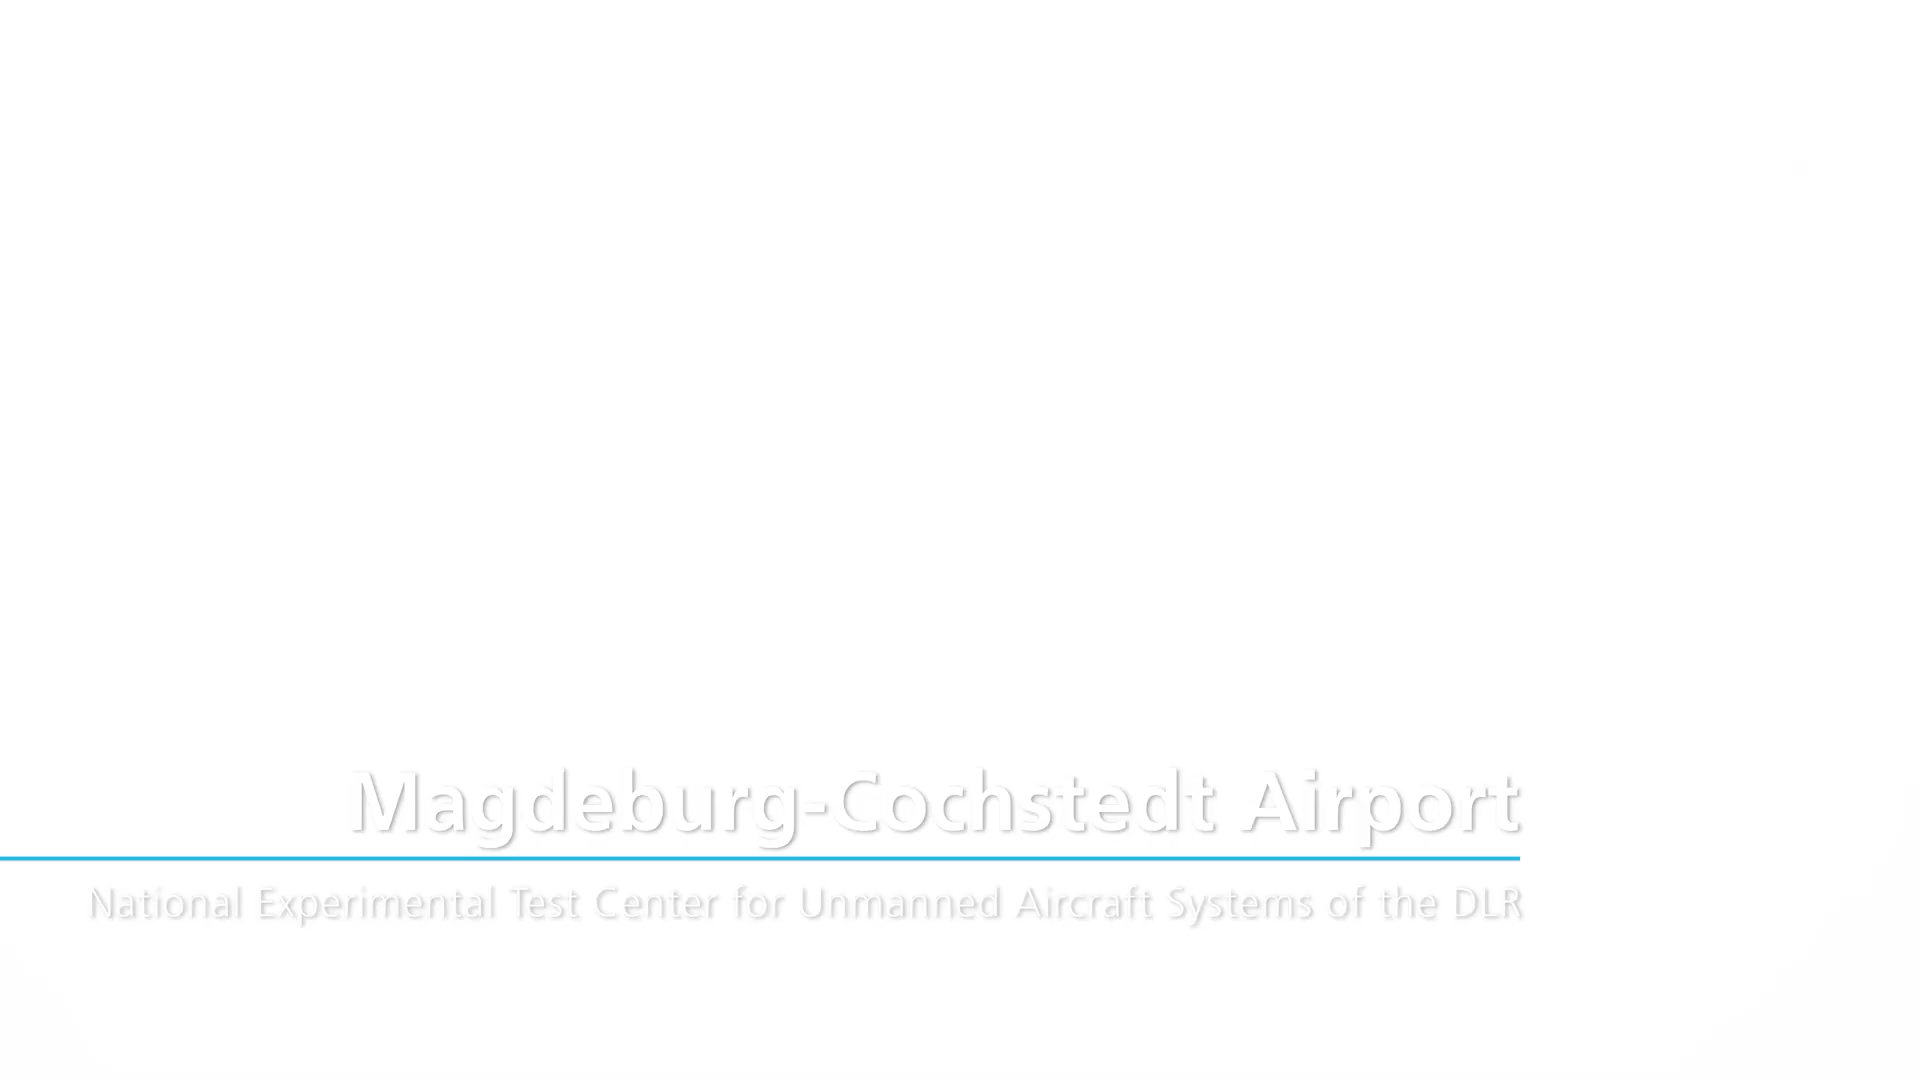 Magdeburg-Cochstedt Airport
National Experimental Test Center for Unmanned Aircraft Systems of the DLR